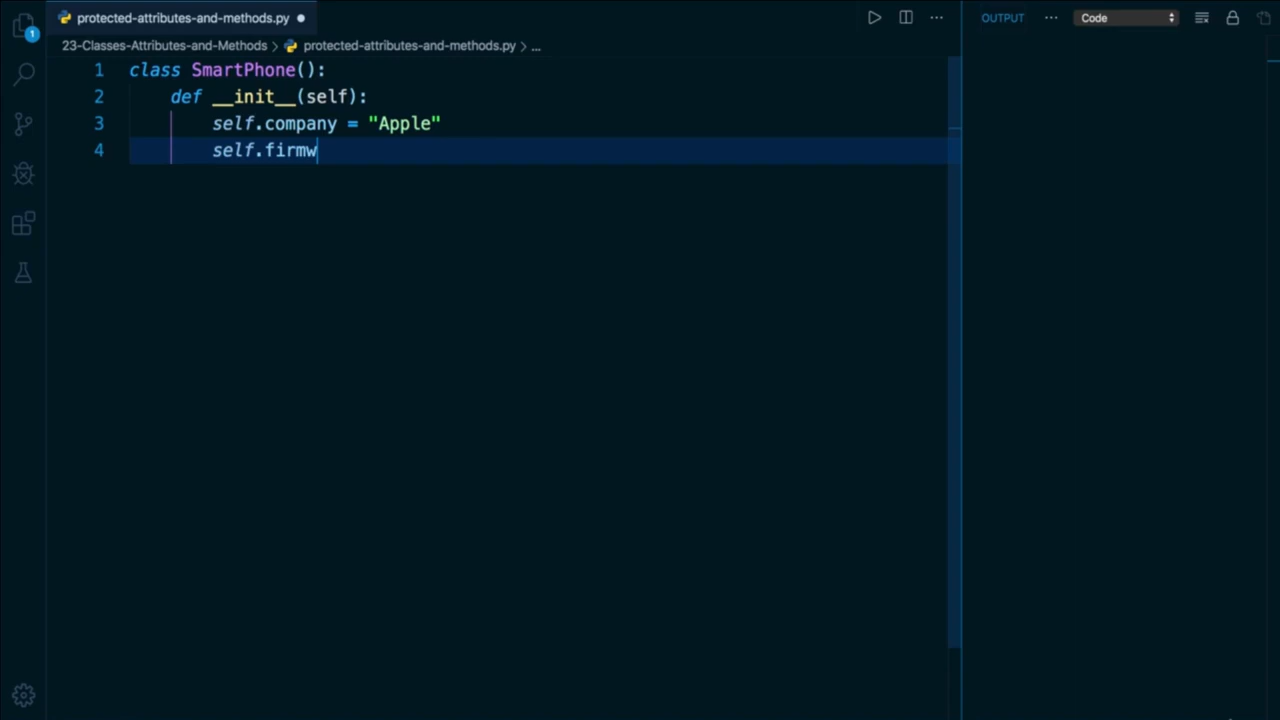 protected-attributes-and-methods.py
OUTPUT
Code
1
23-Classes-Attributes-and-Methods > protected-attributes-and-methods.py > ...
1 class SmartPhone():
2     def __init__(self):
3         self.company = "Apple"
4         self.firmw